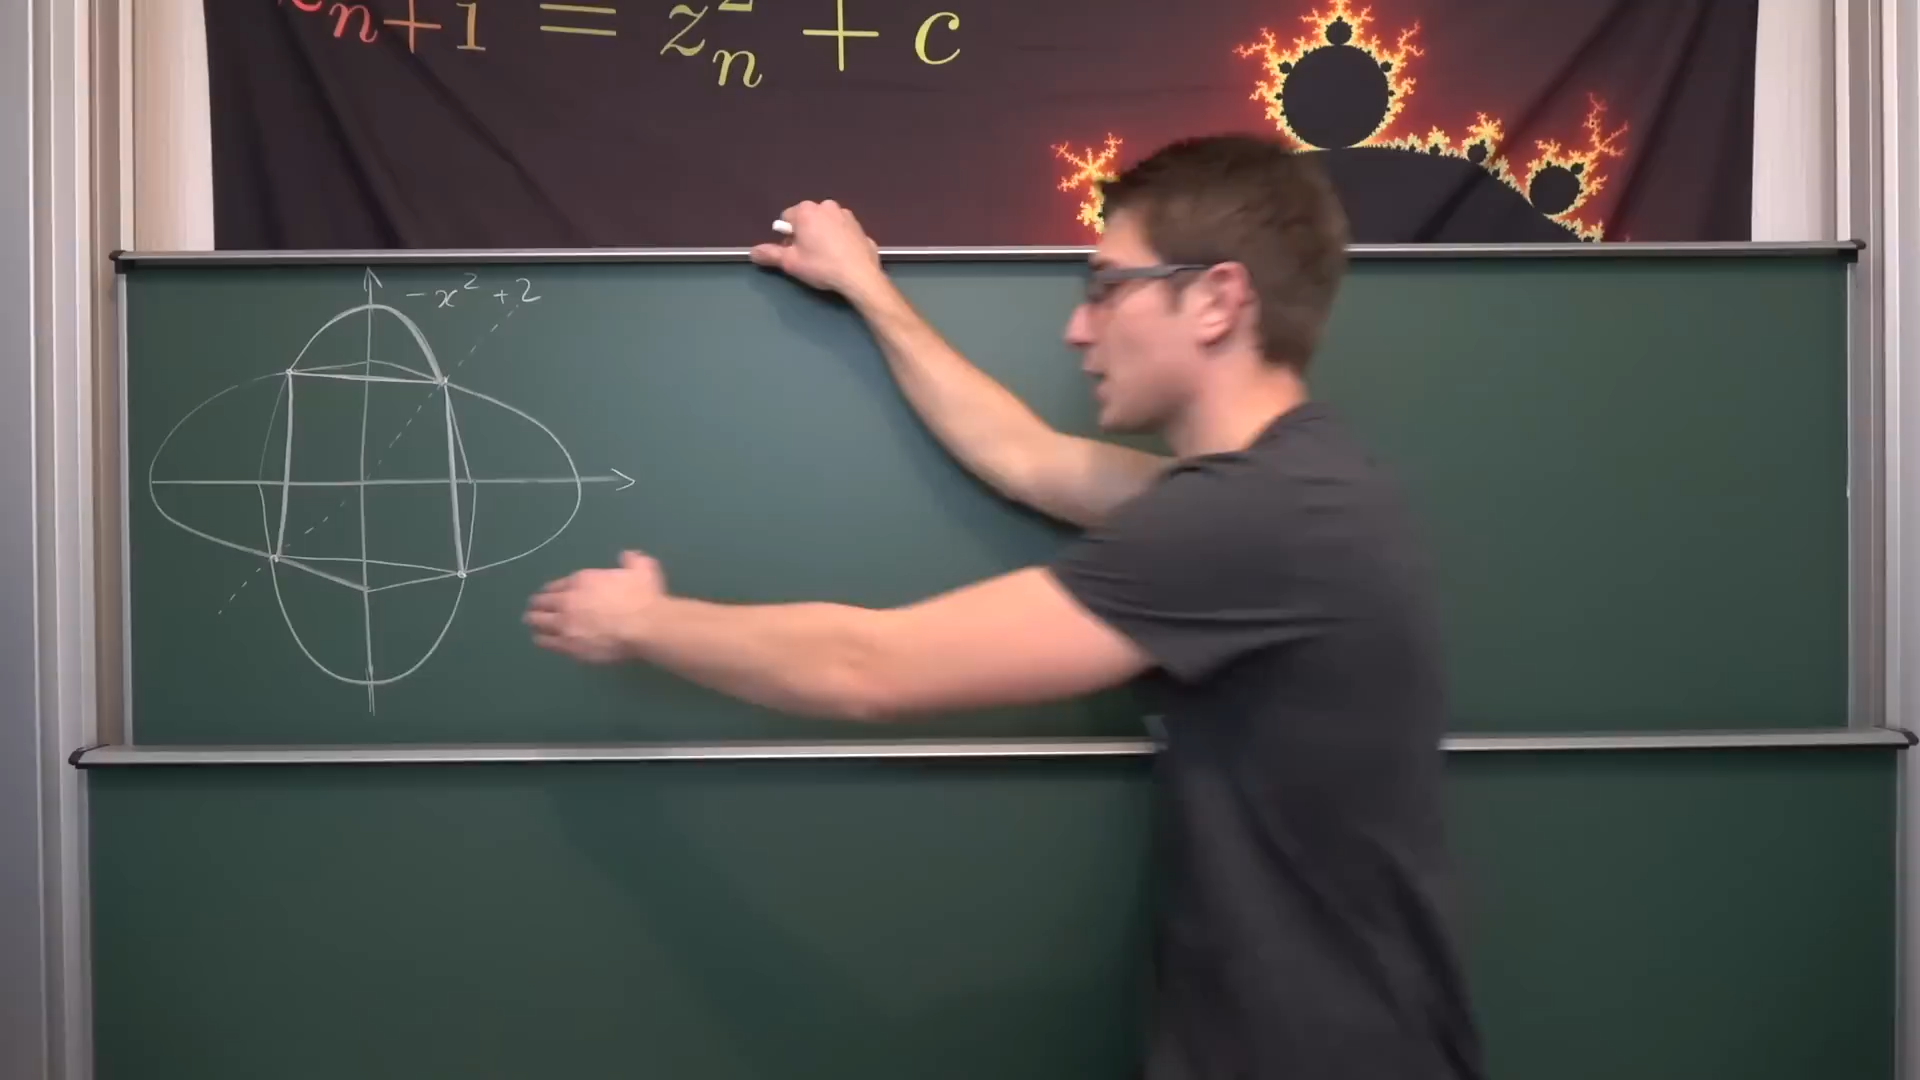 n+1 = z_n^2 + c
-x^2 + 2